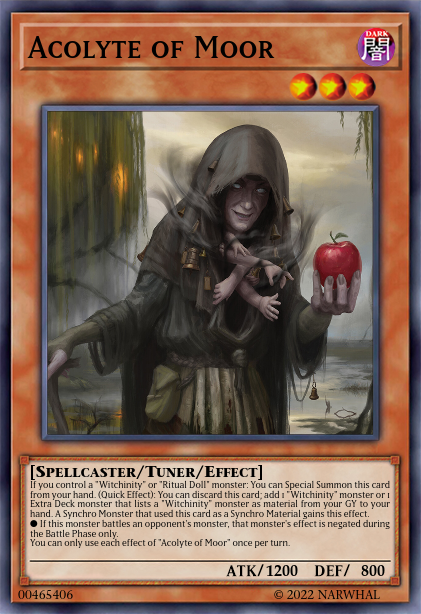 Acolyte of Moor
DARK
闇
[Spellcaster/Tuner/Effect]
If you control a "Witchinity" or "Ritual Doll" monster: You can Special Summon this card
from your hand. (Quick Effect): You can discard this card; add 1 "Witchinity" monster or 1
Extra Deck monster that lists a "Witchinity" monster as material from your GY to your
hand. A Synchro Monster that used this card as a Synchro Material gains this effect.
● If this monster battles an opponent's monster, that monster's effect is negated during
the Battle Phase only.
You can only use each effect of "Acolyte of Moor" once per turn.
ATK/1200 DEF/ 800
00465406 © 2022 NARWHAL